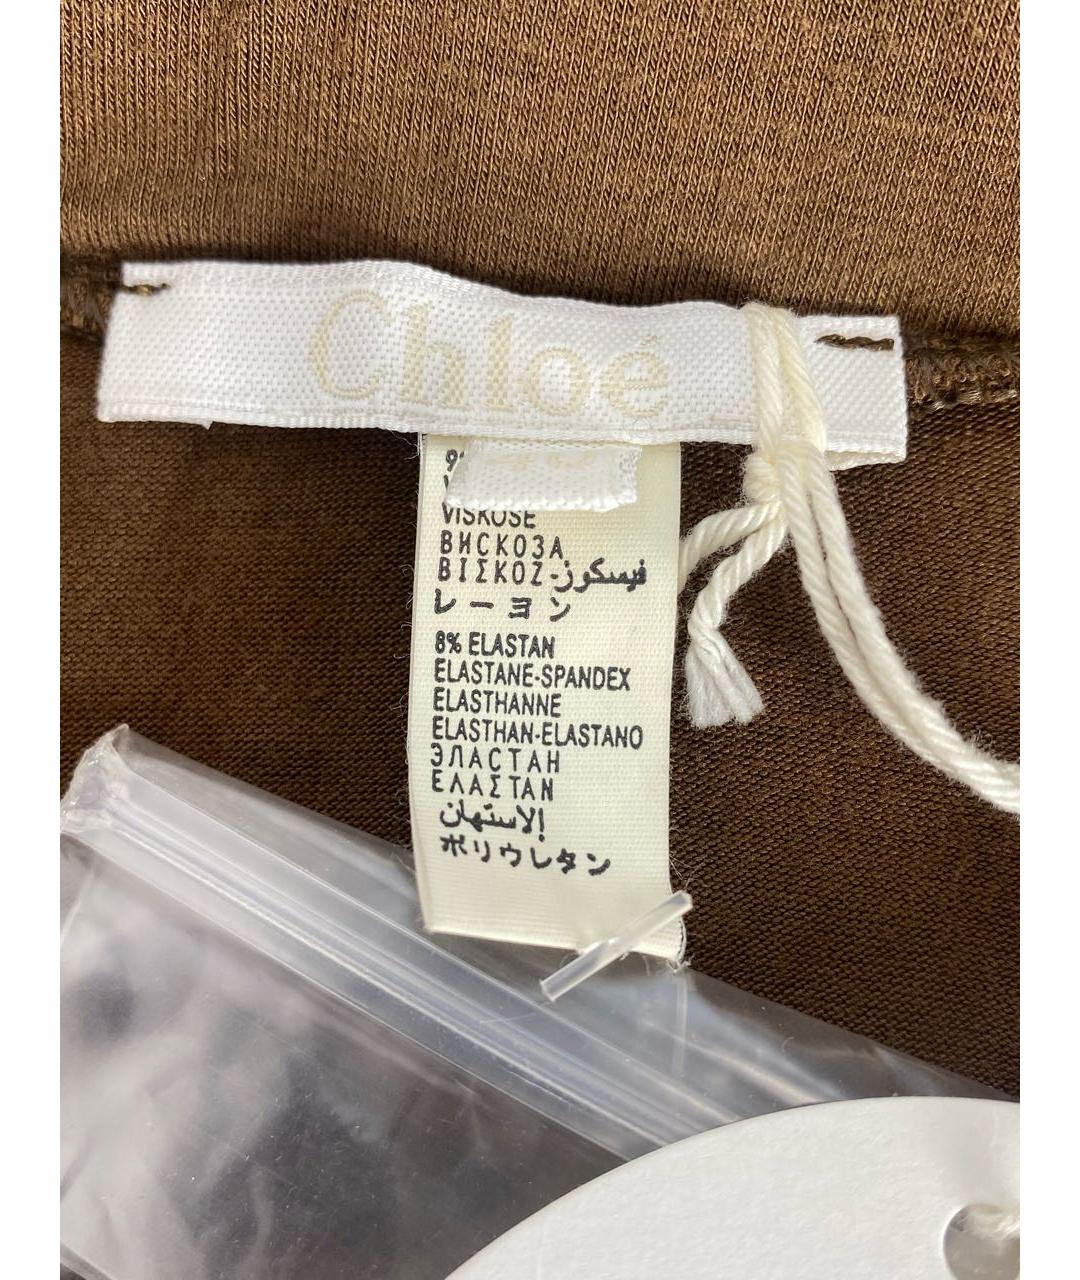 Chloé
VISKOSE
ВИСКОЗА
ΒΙΣΚΟΖ-فيسكوز
レーヨン
8% ELASTAN
ELASTANE-SPANDEX
ELASTHANNE
ELASTHAN-ELASTANO
ЭЛАСТАН
ΕΛΑΣΤΑΝ
الاستهان
ポリウレタン